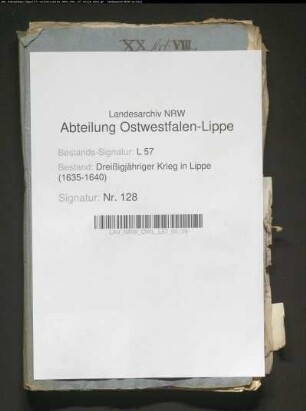 XX
VIII
Landesarchiv NRW
Abteilung Ostwestfalen-Lippe
Bestands-Signatur: L 57
Bestand: Dreißigjähriger Krieg in Lippe
(1635-1640)
Signatur: Nr. 128